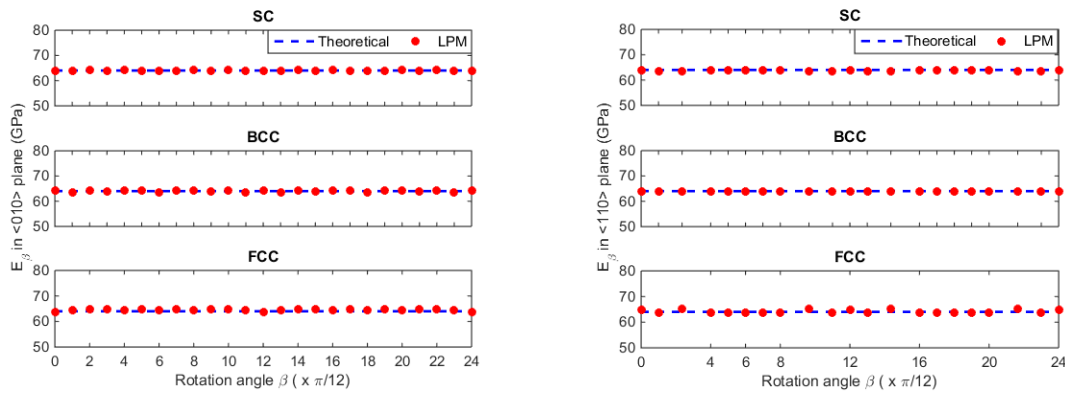 SC
Theoretical LPM
80
70
60
50
BCC
80
70
60
50
FCC
80
70
60
50
0 2 4 6 8 10 12 14 16 18 20 22 24
E_β in <010> plane (GPa)
Rotation angle β ( x π/12)
SC
Theoretical LPM
80
70
60
50
BCC
80
70
60
50
FCC
80
70
60
50
0 4 6 8 12 16 20 24
E_β in <110> plane (GPa)
Rotation angle β ( x π/12)